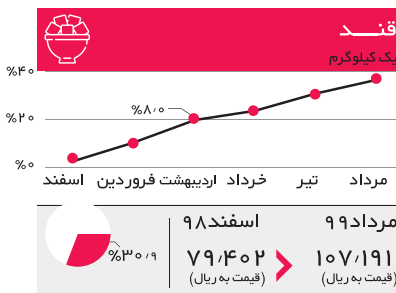 قنــد
یک کیلوگرم
%۴۰
%۲۰
%۰
%۸/۰
اسفند فروردین اردیبهشت خرداد تیر مرداد
مرداد۹۹
۱۰۷/۱۹۱
(قیمت به ریال)
اسفند۹۸
۷۹/۴۰۲
(قیمت به ریال)
%۳۰/۹